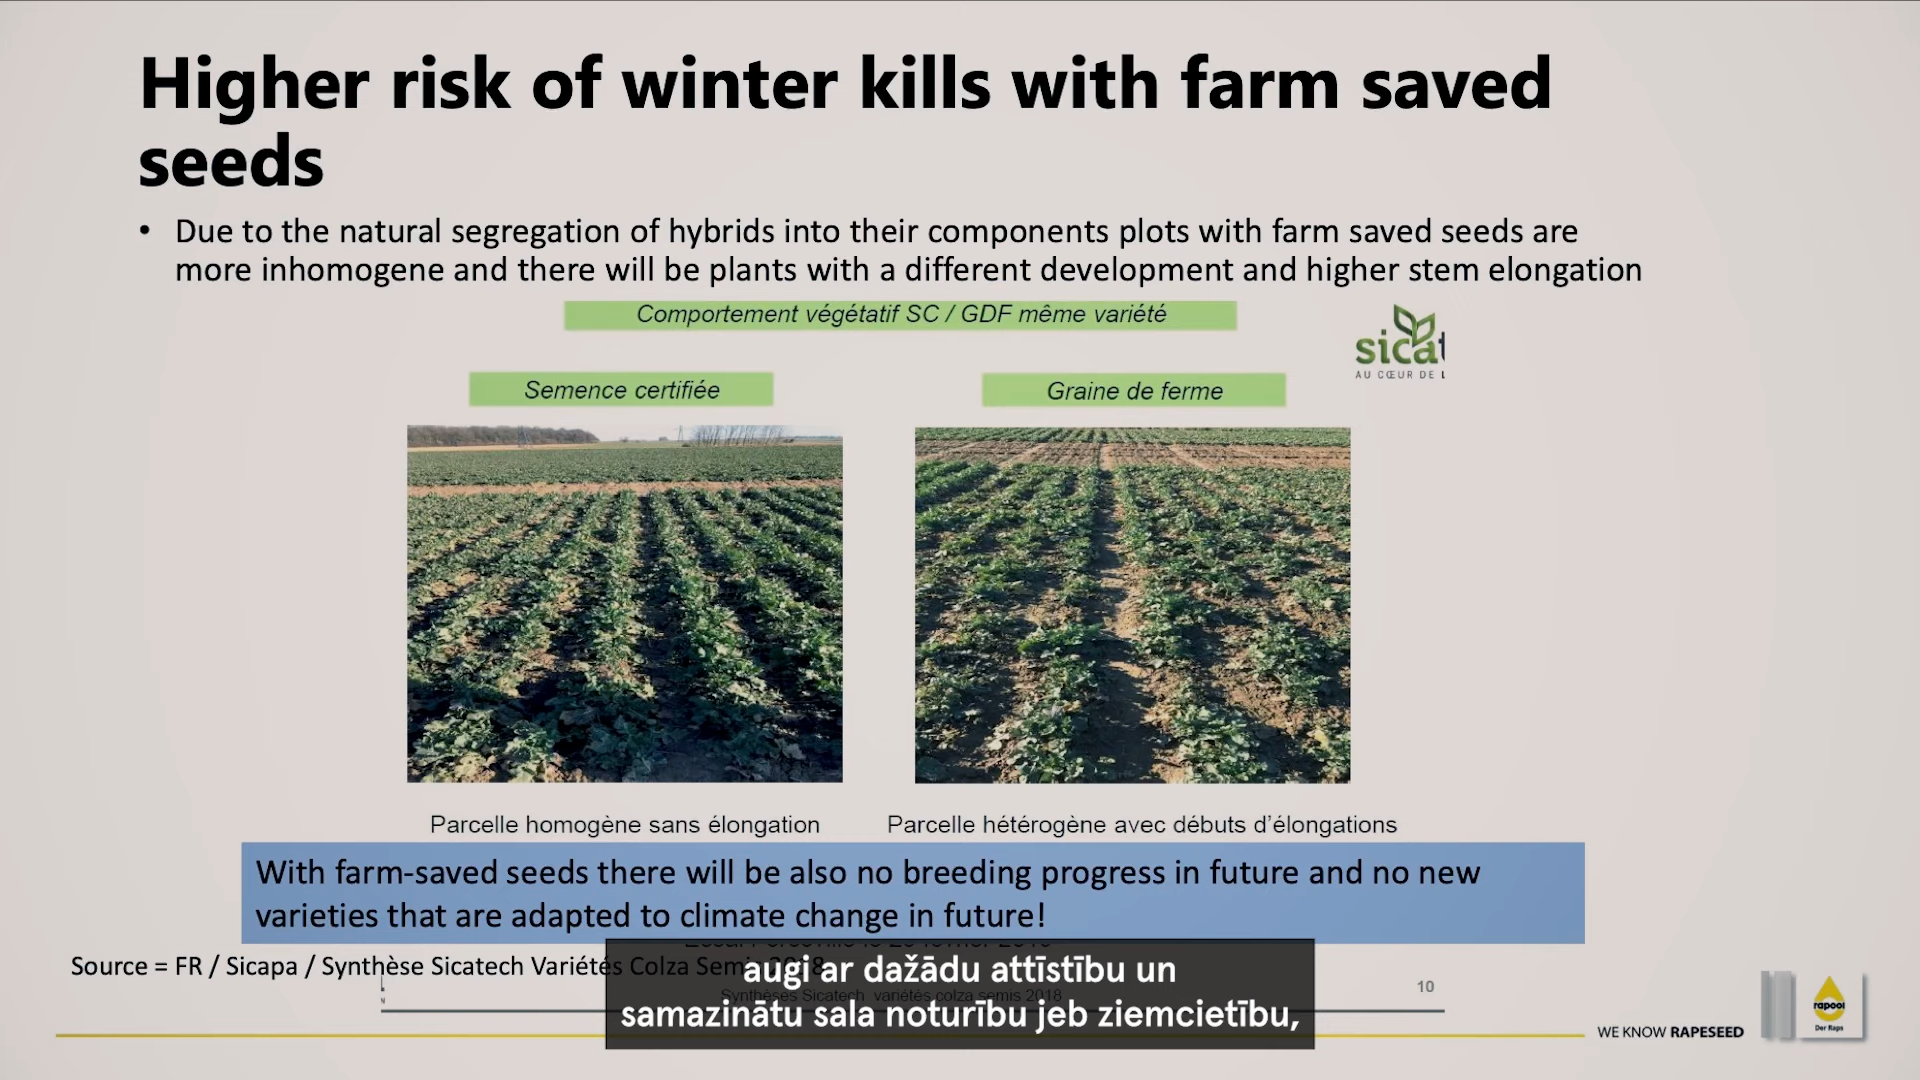 Higher risk of winter kills with farm saved
seeds
• Due to the natural segregation of hybrids into their components plots with farm saved seeds are
more inhomogene and there will be plants with a different development and higher stem elongation
Comportement végétatif SC / GDF même variété
sicat
AU CŒUR DE L
Semence certifiée
Graine de ferme
Parcelle homogène sans élongation
Parcelle hétérogène avec débuts d'élongations
With farm-saved seeds there will be also no breeding progress in future and no new
varieties that are adapted to climate change in future!
Source = FR / Sicapa / Synthèse Sicatech Variétés Colza Semis 2018
augi ar dažādu attīstību un
samazinātu sala noturību jeb ziemcietību,
Synthèses Sicatech variétés colza semis 2018
10
WE KNOW RAPESEED
rapool
Der Raps